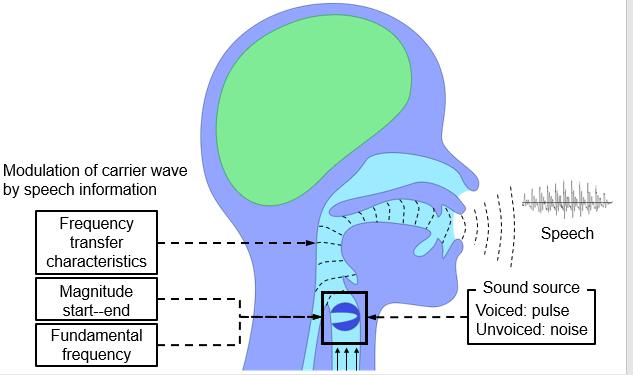 Modulation of carrier wave
by speech information
Frequency
transfer
characteristics
Magnitude
start--end
Fundamental
frequency
Speech
Sound source
Voiced: pulse
Unvoiced: noise